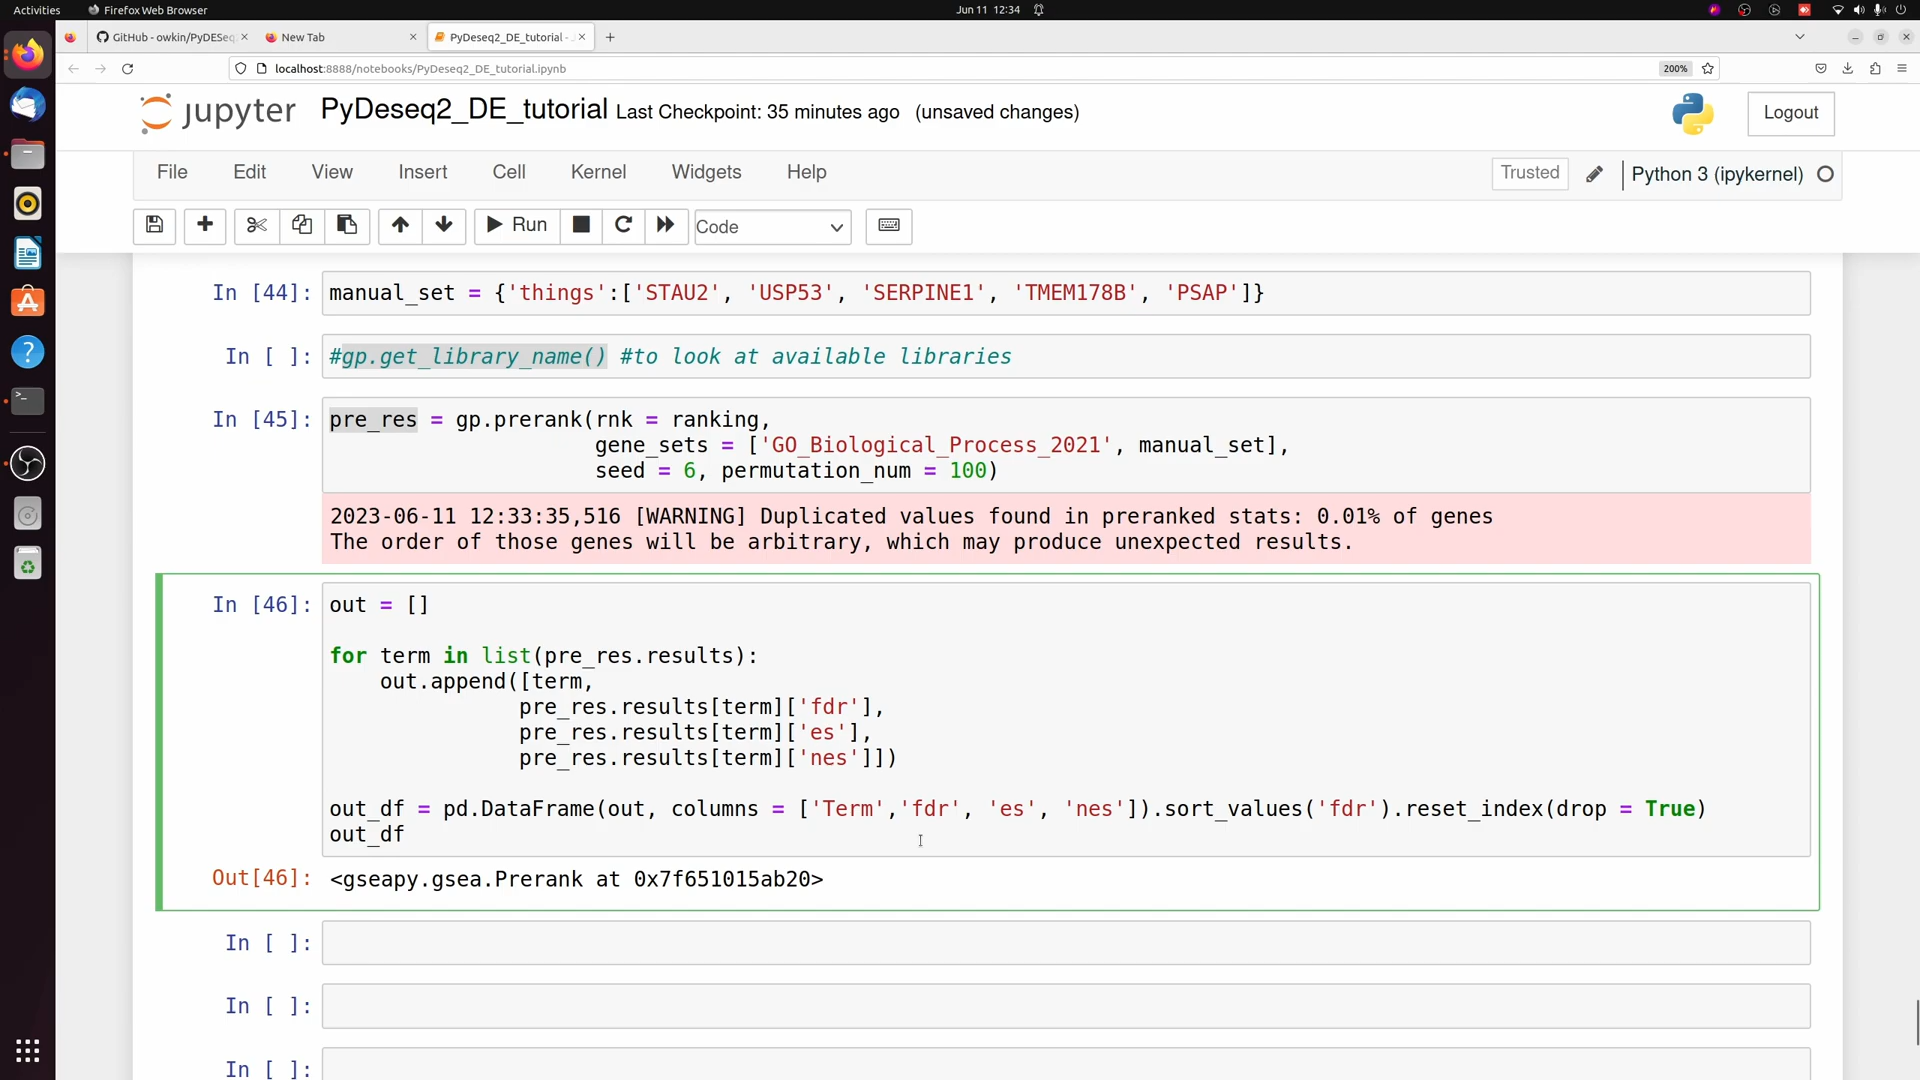 Activities
Firefox Web Browser
Jun 11 12:34
GitHub - owkin/PyDESeq
New Tab
PyDeseq2_DE_tutorial -
localhost:8888/notebooks/PyDeseq2_DE_tutorial.ipynb
200%
jupyter
PyDeseq2_DE_tutorial Last Checkpoint: 35 minutes ago (unsaved changes)
Logout
File Edit View Insert Cell Kernel Widgets Help
Trusted
Python 3 (ipykernel)
Run
Code
In [44]: manual_set = {'things':['STAU2', 'USP53', 'SERPINE1', 'TMEM178B', 'PSAP']}
In [ ]: #gp.get_library_name() #to look at available libraries
In [45]: pre_res = gp.prerank(rnk = ranking,
gene_sets = ['GO_Biological_Process_2021', manual_set],
seed = 6, permutation_num = 100)
2023-06-11 12:33:35,516 [WARNING] Duplicated values found in preranked stats: 0.01% of genes
The order of those genes will be arbitrary, which may produce unexpected results.
In [46]: out = []
for term in list(pre_res.results):
out.append([term,
pre_res.results[term]['fdr'],
pre_res.results[term]['es'],
pre_res.results[term]['nes']])
out_df = pd.DataFrame(out, columns = ['Term','fdr', 'es', 'nes']).sort_values('fdr').reset_index(drop = True)
out_df
Out[46]: <gseapy.gsea.Prerank at 0x7f651015ab20>
In [ ]:
In [ ]:
In [ ]: